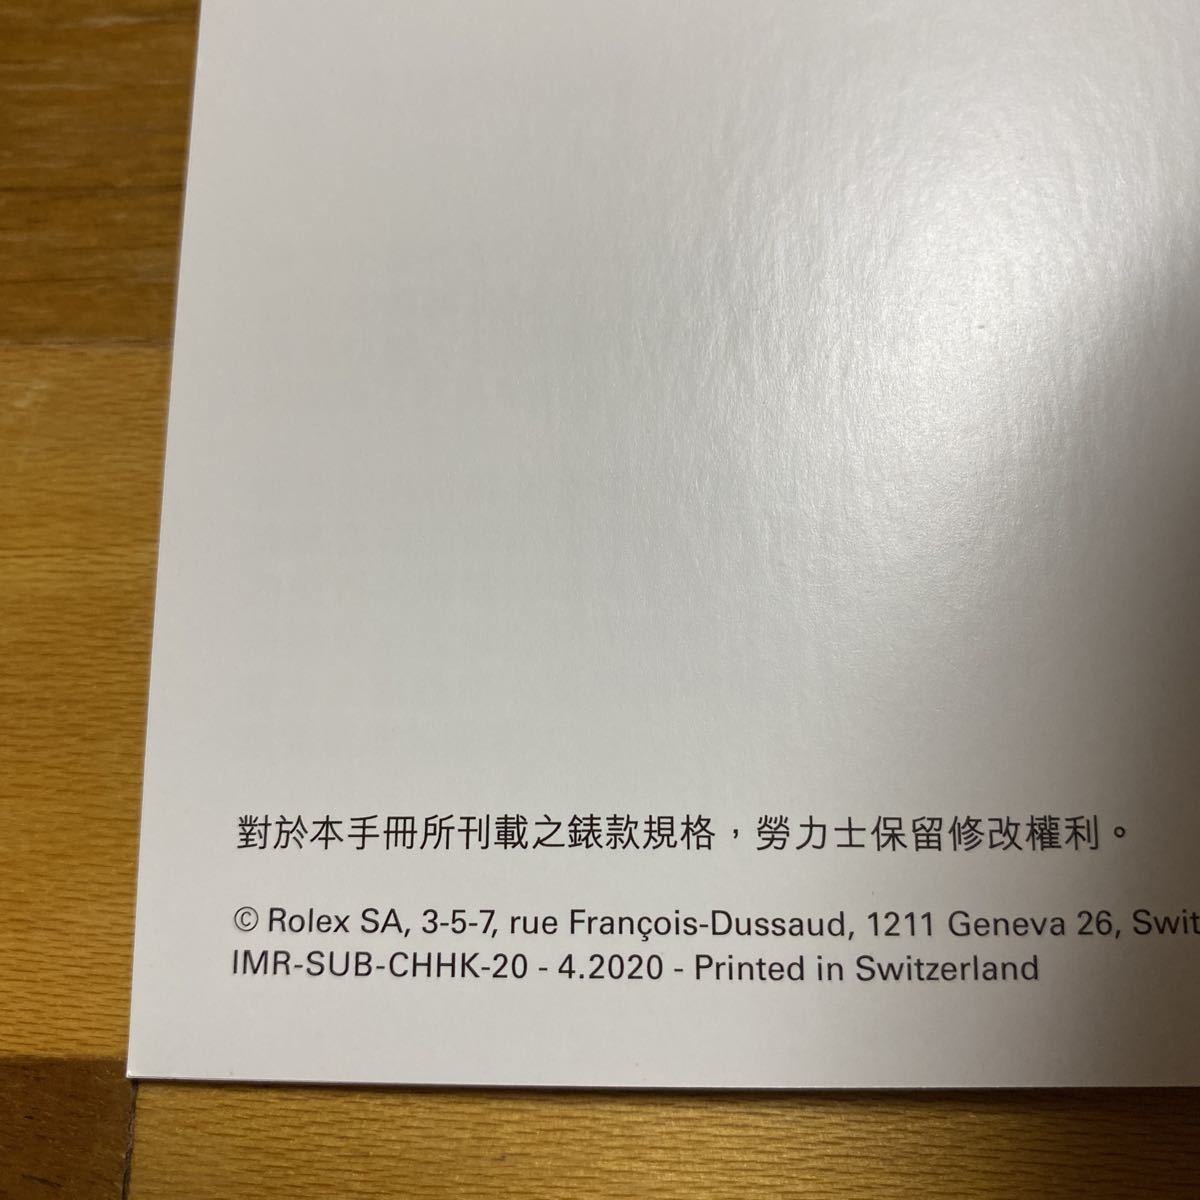 對於本手冊所刊載之錶款規格，勞力士保留修改權利。
© Rolex SA, 3-5-7, rue François-Dussaud, 1211 Geneva 26, Swit
IMR-SUB-CHHK-20 - 4.2020 - Printed in Switzerland